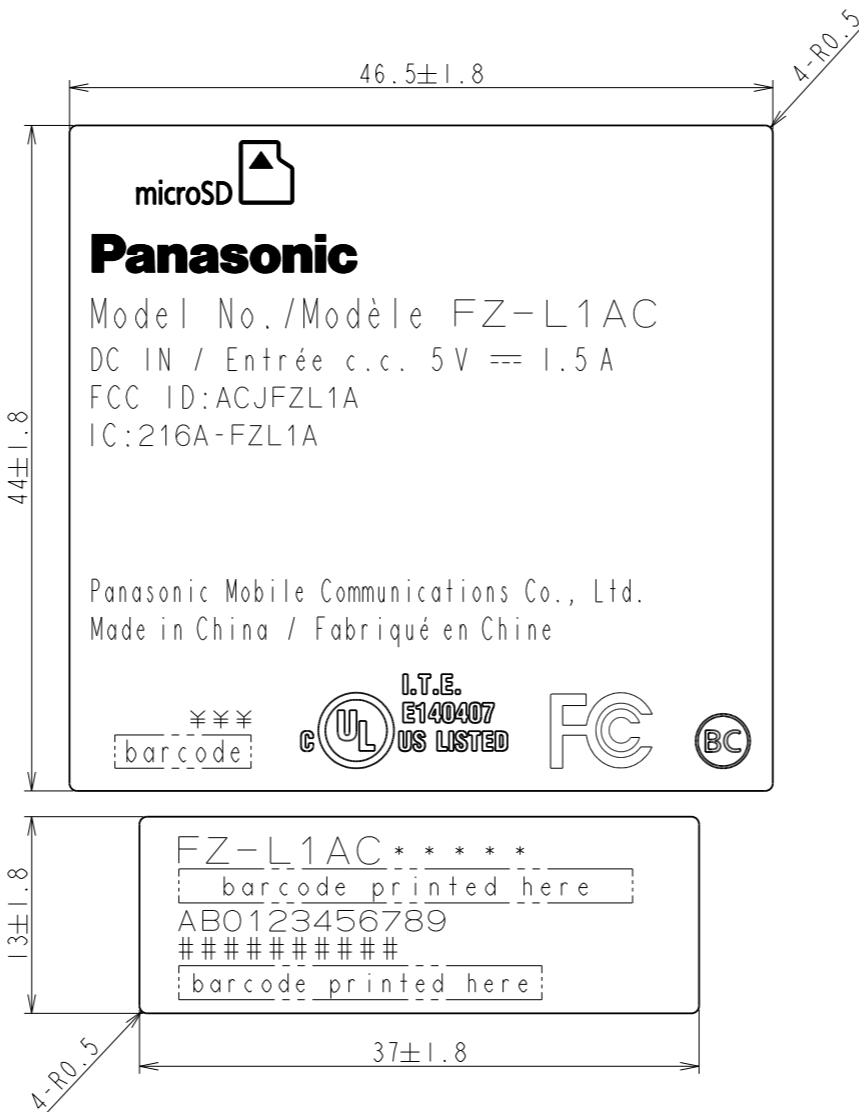 46.5±1.8
4-R0.5
microSD
Panasonic
Model No./Modèle FZ-L1AC
DC IN / Entrée c.c. 5V ⎓ 1.5A
FCC ID:ACJFZL1A
IC:216A-FZL1A
44±1.8
Panasonic Mobile Communications Co., Ltd.
Made in China / Fabriqué en Chine
¥¥¥
barcode
C UL US LISTED
I.T.E.
E140407
FC
BC
FZ-L1AC*****
barcode printed here
AB0123456789
##########
barcode printed here
13±1.8
4-R0.5
37±1.8